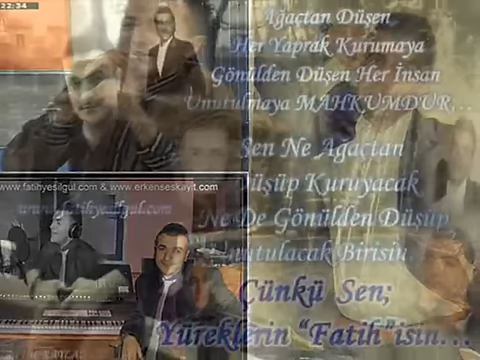 22:34
Ağaçtan Düşen
Her Yaprak Kurumaya
Gönülden Düşen Her İnsan
Unutulmaya MAHKUMDUR...
Sen Ne Ağaçtan
Düşüp Kuruyacak
www.fatihyesilgul.com & www.erkenseskayit.com
www.fatihyesilgul.com
Ne De Gönülden Düşüp
Unutulacak Birisin
Çünkü Sen;
Yüreklerin "Fatih"isin...